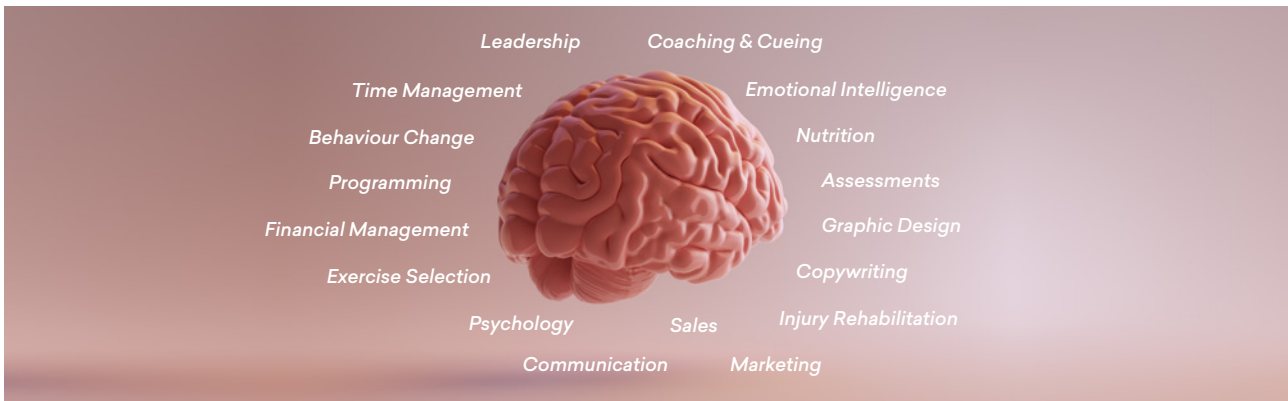 Leadership
Coaching & Cueing
Time Management
Emotional Intelligence
Behaviour Change
Nutrition
Programming
Assessments
Financial Management
Graphic Design
Exercise Selection
Copywriting
Psychology
Sales
Injury Rehabilitation
Communication
Marketing